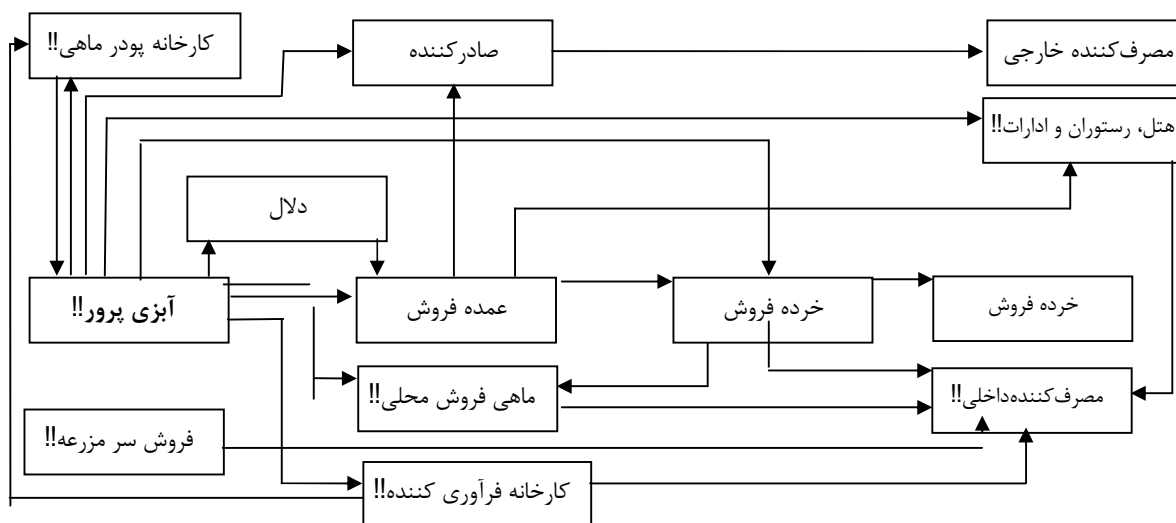 کارخانه پودر ماهی!!
صادرکننده
مصرف‌کننده خارجی
هتل، رستوران و ادارات!!
دلال
آبزی پرور!!
عمده فروش
خرده فروش
خرده فروش
ماهی فروش محلی!!
مصرف‌کننده‌داخلی!!
فروش سر مزرعه!!
کارخانه فرآوری کننده!!